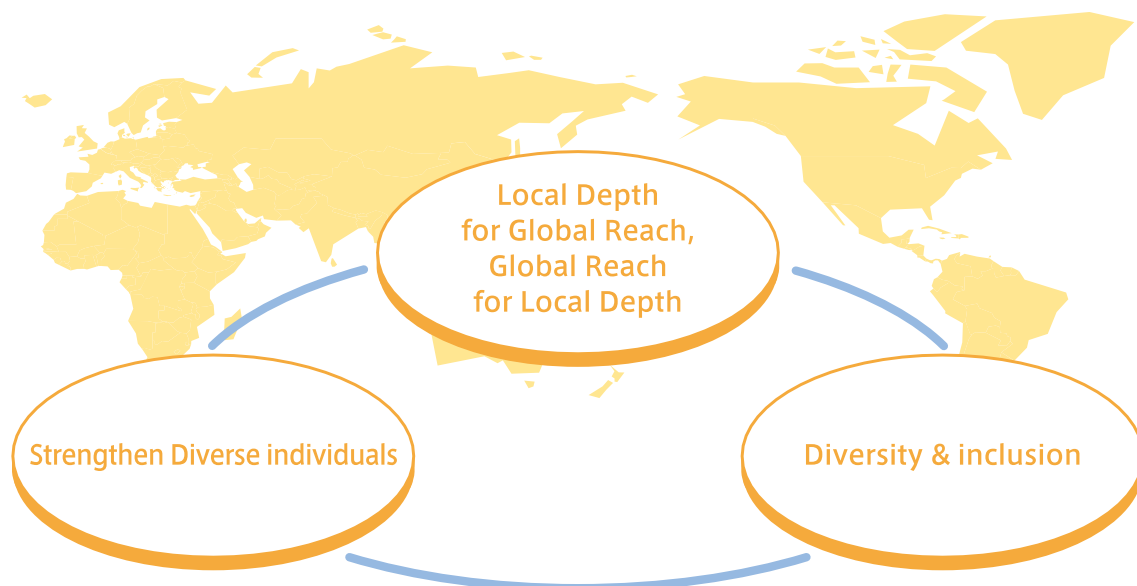 Local Depth
for Global Reach,
Global Reach
for Local Depth
Strengthen Diverse individuals
Diversity & inclusion